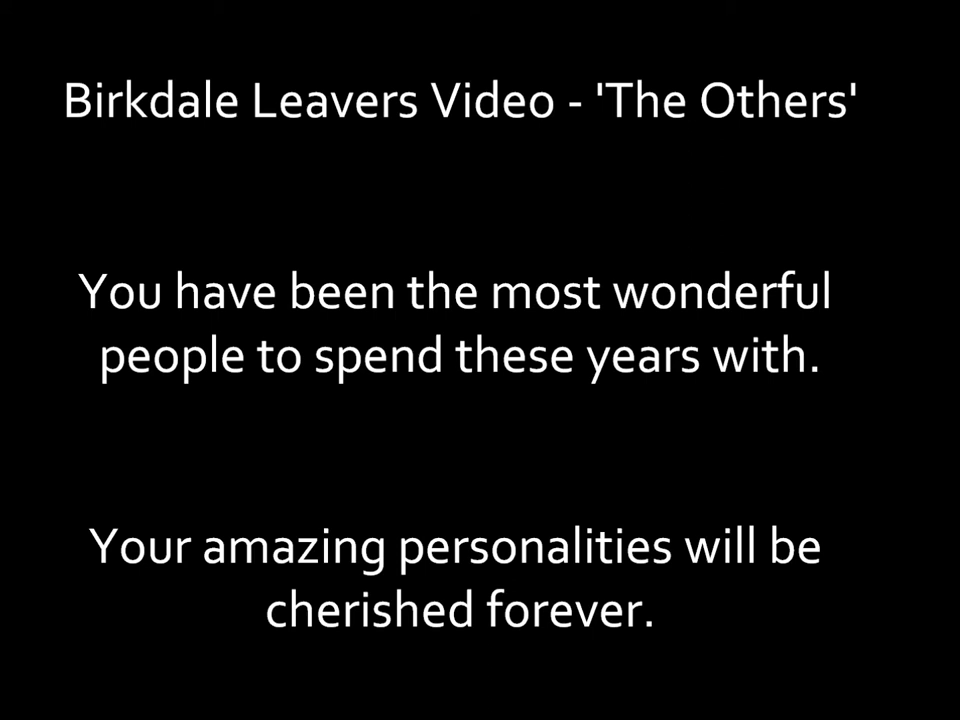 Birkdale Leavers Video - 'The Others'
You have been the most wonderful
people to spend these years with.
Your amazing personalities will be
cherished forever.